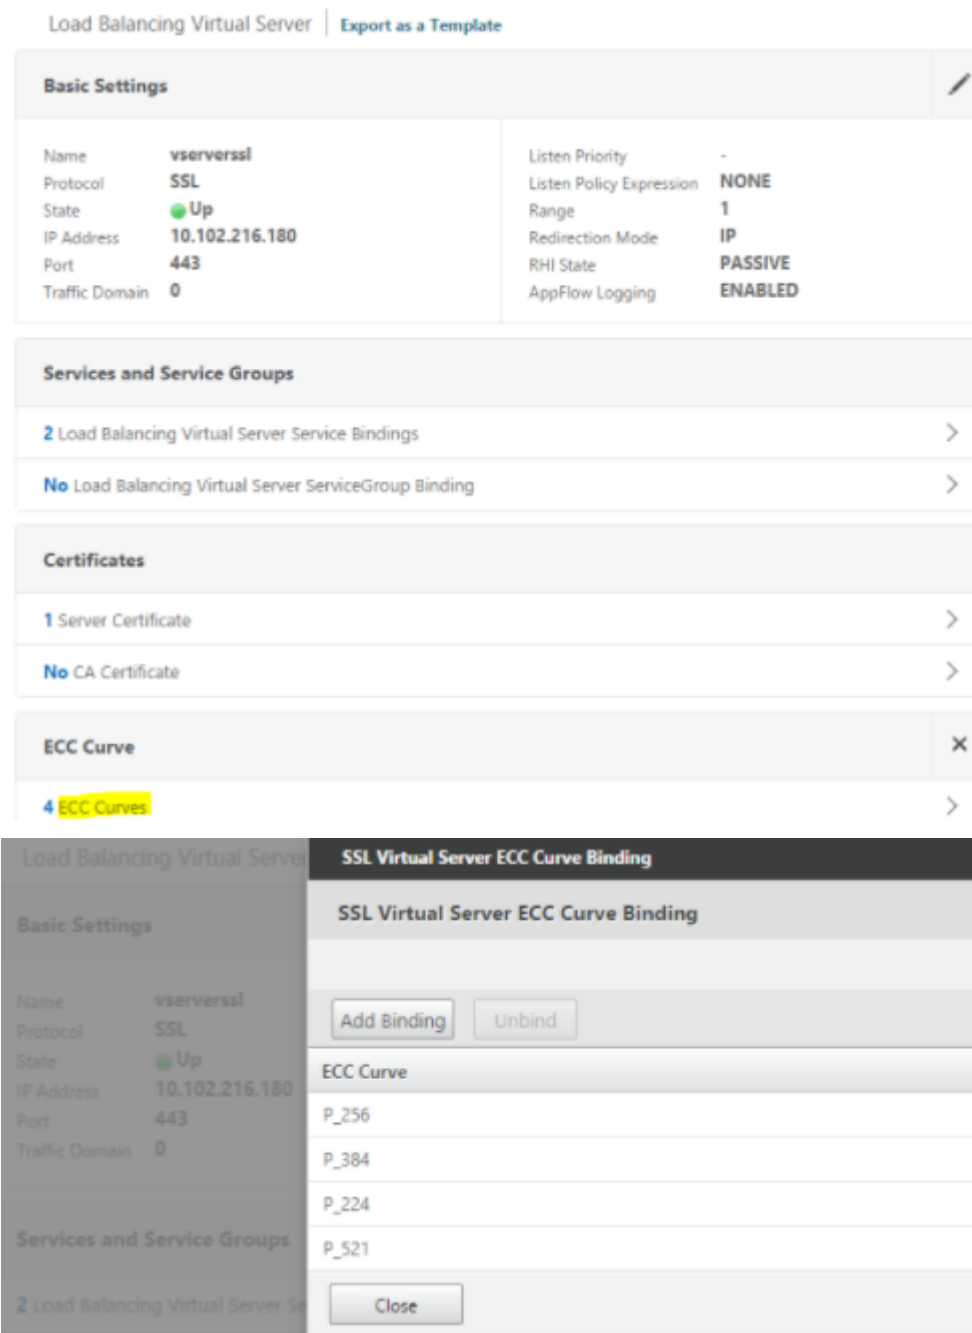 Load Balancing Virtual Server | Export as a Template
Basic Settings
Name vserverssl
Protocol SSL
State Up
IP Address 10.102.216.180
Port 443
Traffic Domain 0
Listen Priority -
Listen Policy Expression NONE
Range 1
Redirection Mode IP
RHI State PASSIVE
AppFlow Logging ENABLED
Services and Service Groups
2 Load Balancing Virtual Server Service Bindings
No Load Balancing Virtual Server ServiceGroup Binding
Certificates
1 Server Certificate
No CA Certificate
ECC Curve
4 ECC Curves
Load Balancing Virtual Server
Basic Settings
Name vserverssl
Protocol SSL
State Up
IP Address 10.102.216.180
Port 443
Traffic Domain 0
Services and Service Groups
2 Load Balancing Virtual Server Se
SSL Virtual Server ECC Curve Binding
SSL Virtual Server ECC Curve Binding
Add Binding Unbind
ECC Curve
P_256
P_384
P_224
P_521
Close